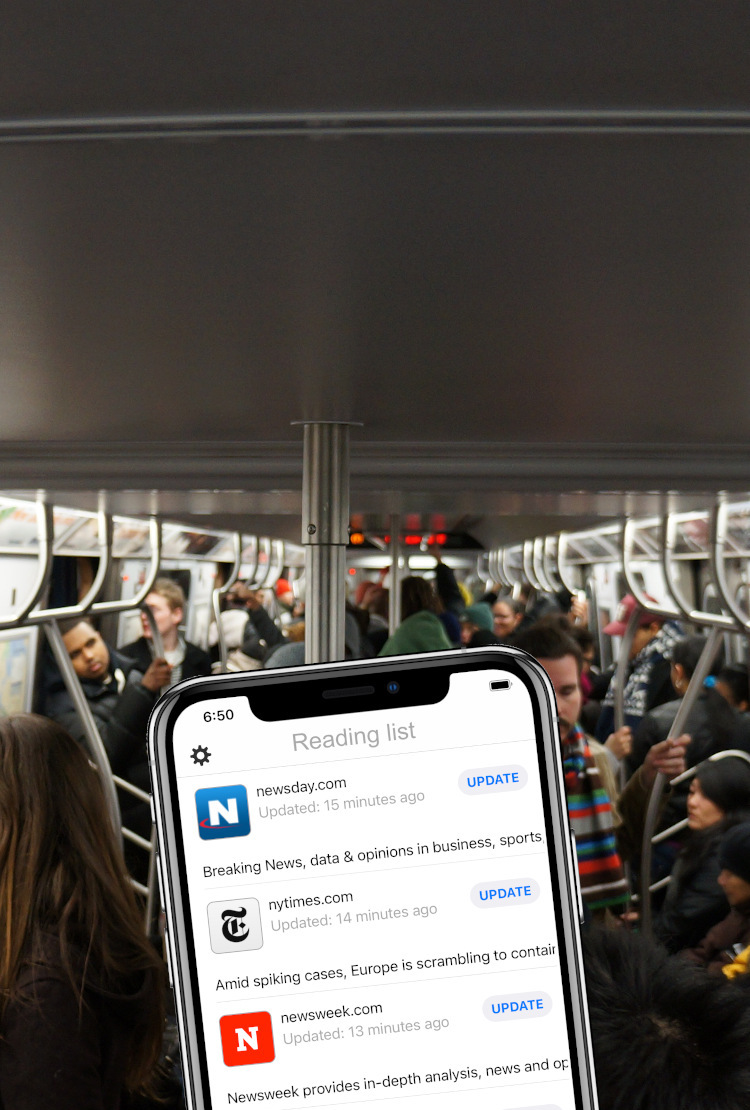 6:50
Reading list
newsday.com
UPDATE
Updated: 15 minutes ago
Breaking News, data & opinions in business, sports,
nytimes.com
UPDATE
Updated: 14 minutes ago
Amid spiking cases, Europe is scrambling to contain
newsweek.com
UPDATE
Updated: 13 minutes ago
N
Newsweek provides in-depth analysis, news and op